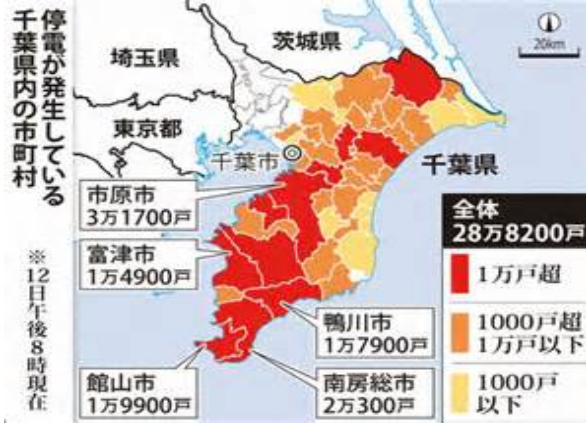 停電が発生している
千葉県内の市町村
※12日午後8時現在
埼玉県
茨城県
東京都
千葉市
千葉県
20km
市原市
3万1700戸
富津市
1万4900戸
鴨川市
1万7900戸
館山市
1万9900戸
南房総市
2万300戸
全体
28万8200戸
1万戸超
1000戸超
1万戸以下
1000戸
以下